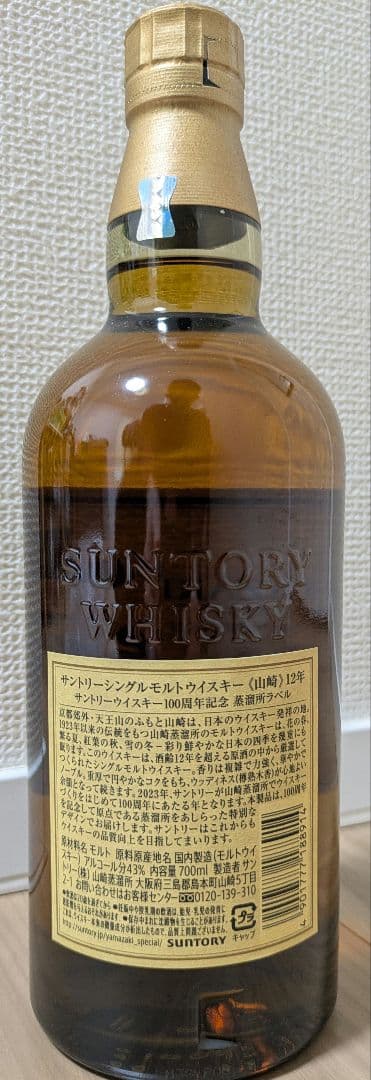 SUNTORY
WHISKY
サントリーシングルモルトウイスキー《山崎》12年
サントリーウイスキー100周年記念 蒸溜所ラベル
京都郊外・天王山のふもと山崎は、日本のウイスキー発祥の地。
1923年以来の伝統をもつ山崎蒸溜所のモルトウイスキーは、花の春、
繁る夏、紅葉の秋、雪の冬…彩り鮮やかな日本の四季を慢室にも
眠ります。このウイスキーは、酒齢12年を超える原酒の中から厳選して
つくられたシングルモルトウイスキー。香りは複雑で力強く、華やかで
ノーブル。重厚で円やかなコクをもち、ウッディネス(樽熟木香)が心地よい
余韻となって続きます。2023年、サントリーが山崎蒸溜所でウイスキー
づくりをはじめて100周年にあたる年となります。本製品は、100周年
を記念して原点である蒸溜所をあしらった特別な
デザインでお届けします。サントリーはこれからも
ウイスキーの品質向上を目指してまいります。
原材料名 モルト 原料原産地名 国内製造(モルトウイ
スキー) アルコール分43% 内容量700ml 製造者 サン
トリー(株) 山崎蒸溜所 大阪府三島郡島本町山崎5丁目
2-1 お問い合わせはお客様センター 0120-139-310
http://suntory.jp/yamazaki_special/ SUNTORY
キャップ
4 901777 188914